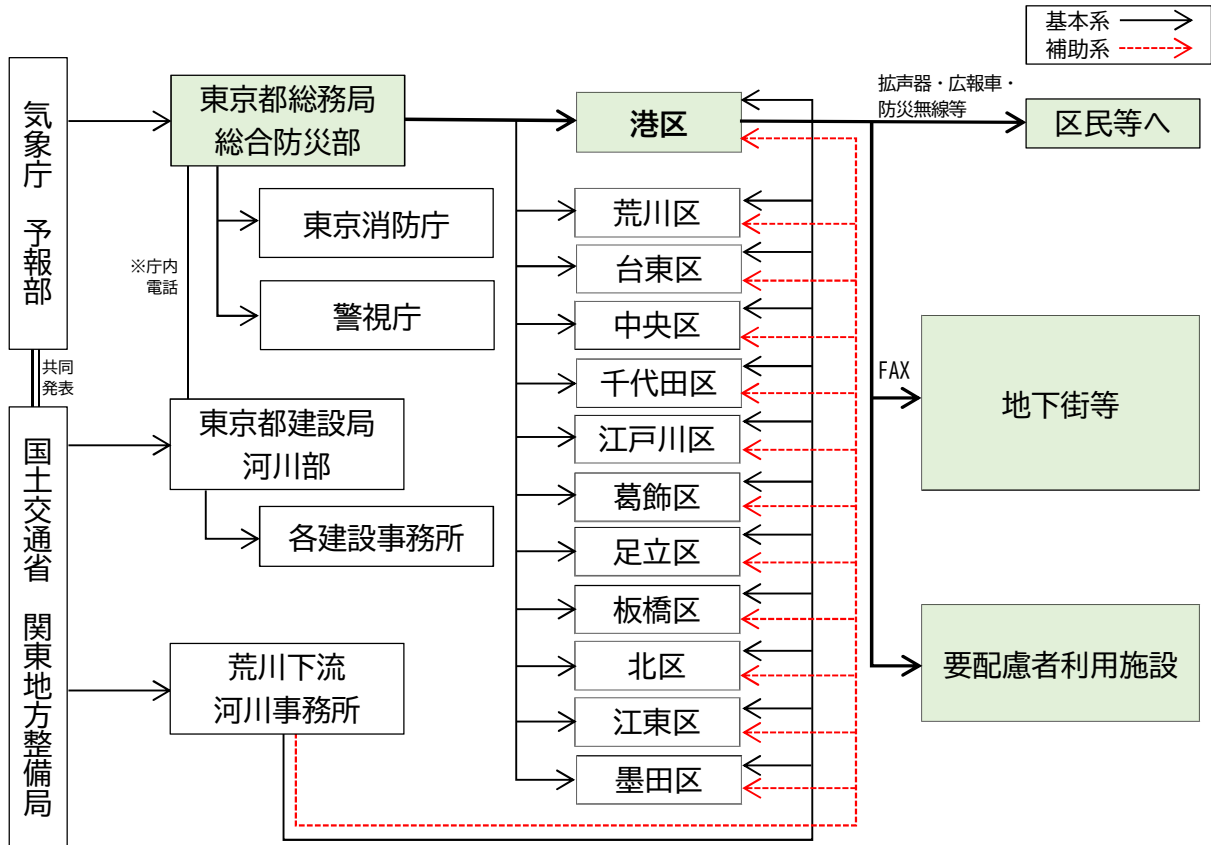 基本系
補助系
気象庁 予報部
共同
発表
国土交通省 関東地方整備局
東京都総務局
総合防災部
東京消防庁
警視庁
※庁内
電話
東京都建設局
河川部
各建設事務所
荒川下流
河川事務所
港区
荒川区
台東区
中央区
千代田区
江戸川区
葛飾区
足立区
板橋区
北区
江東区
墨田区
拡声器・広報車・
防災無線等
区民等へ
FAX
地下街等
要配慮者利用施設